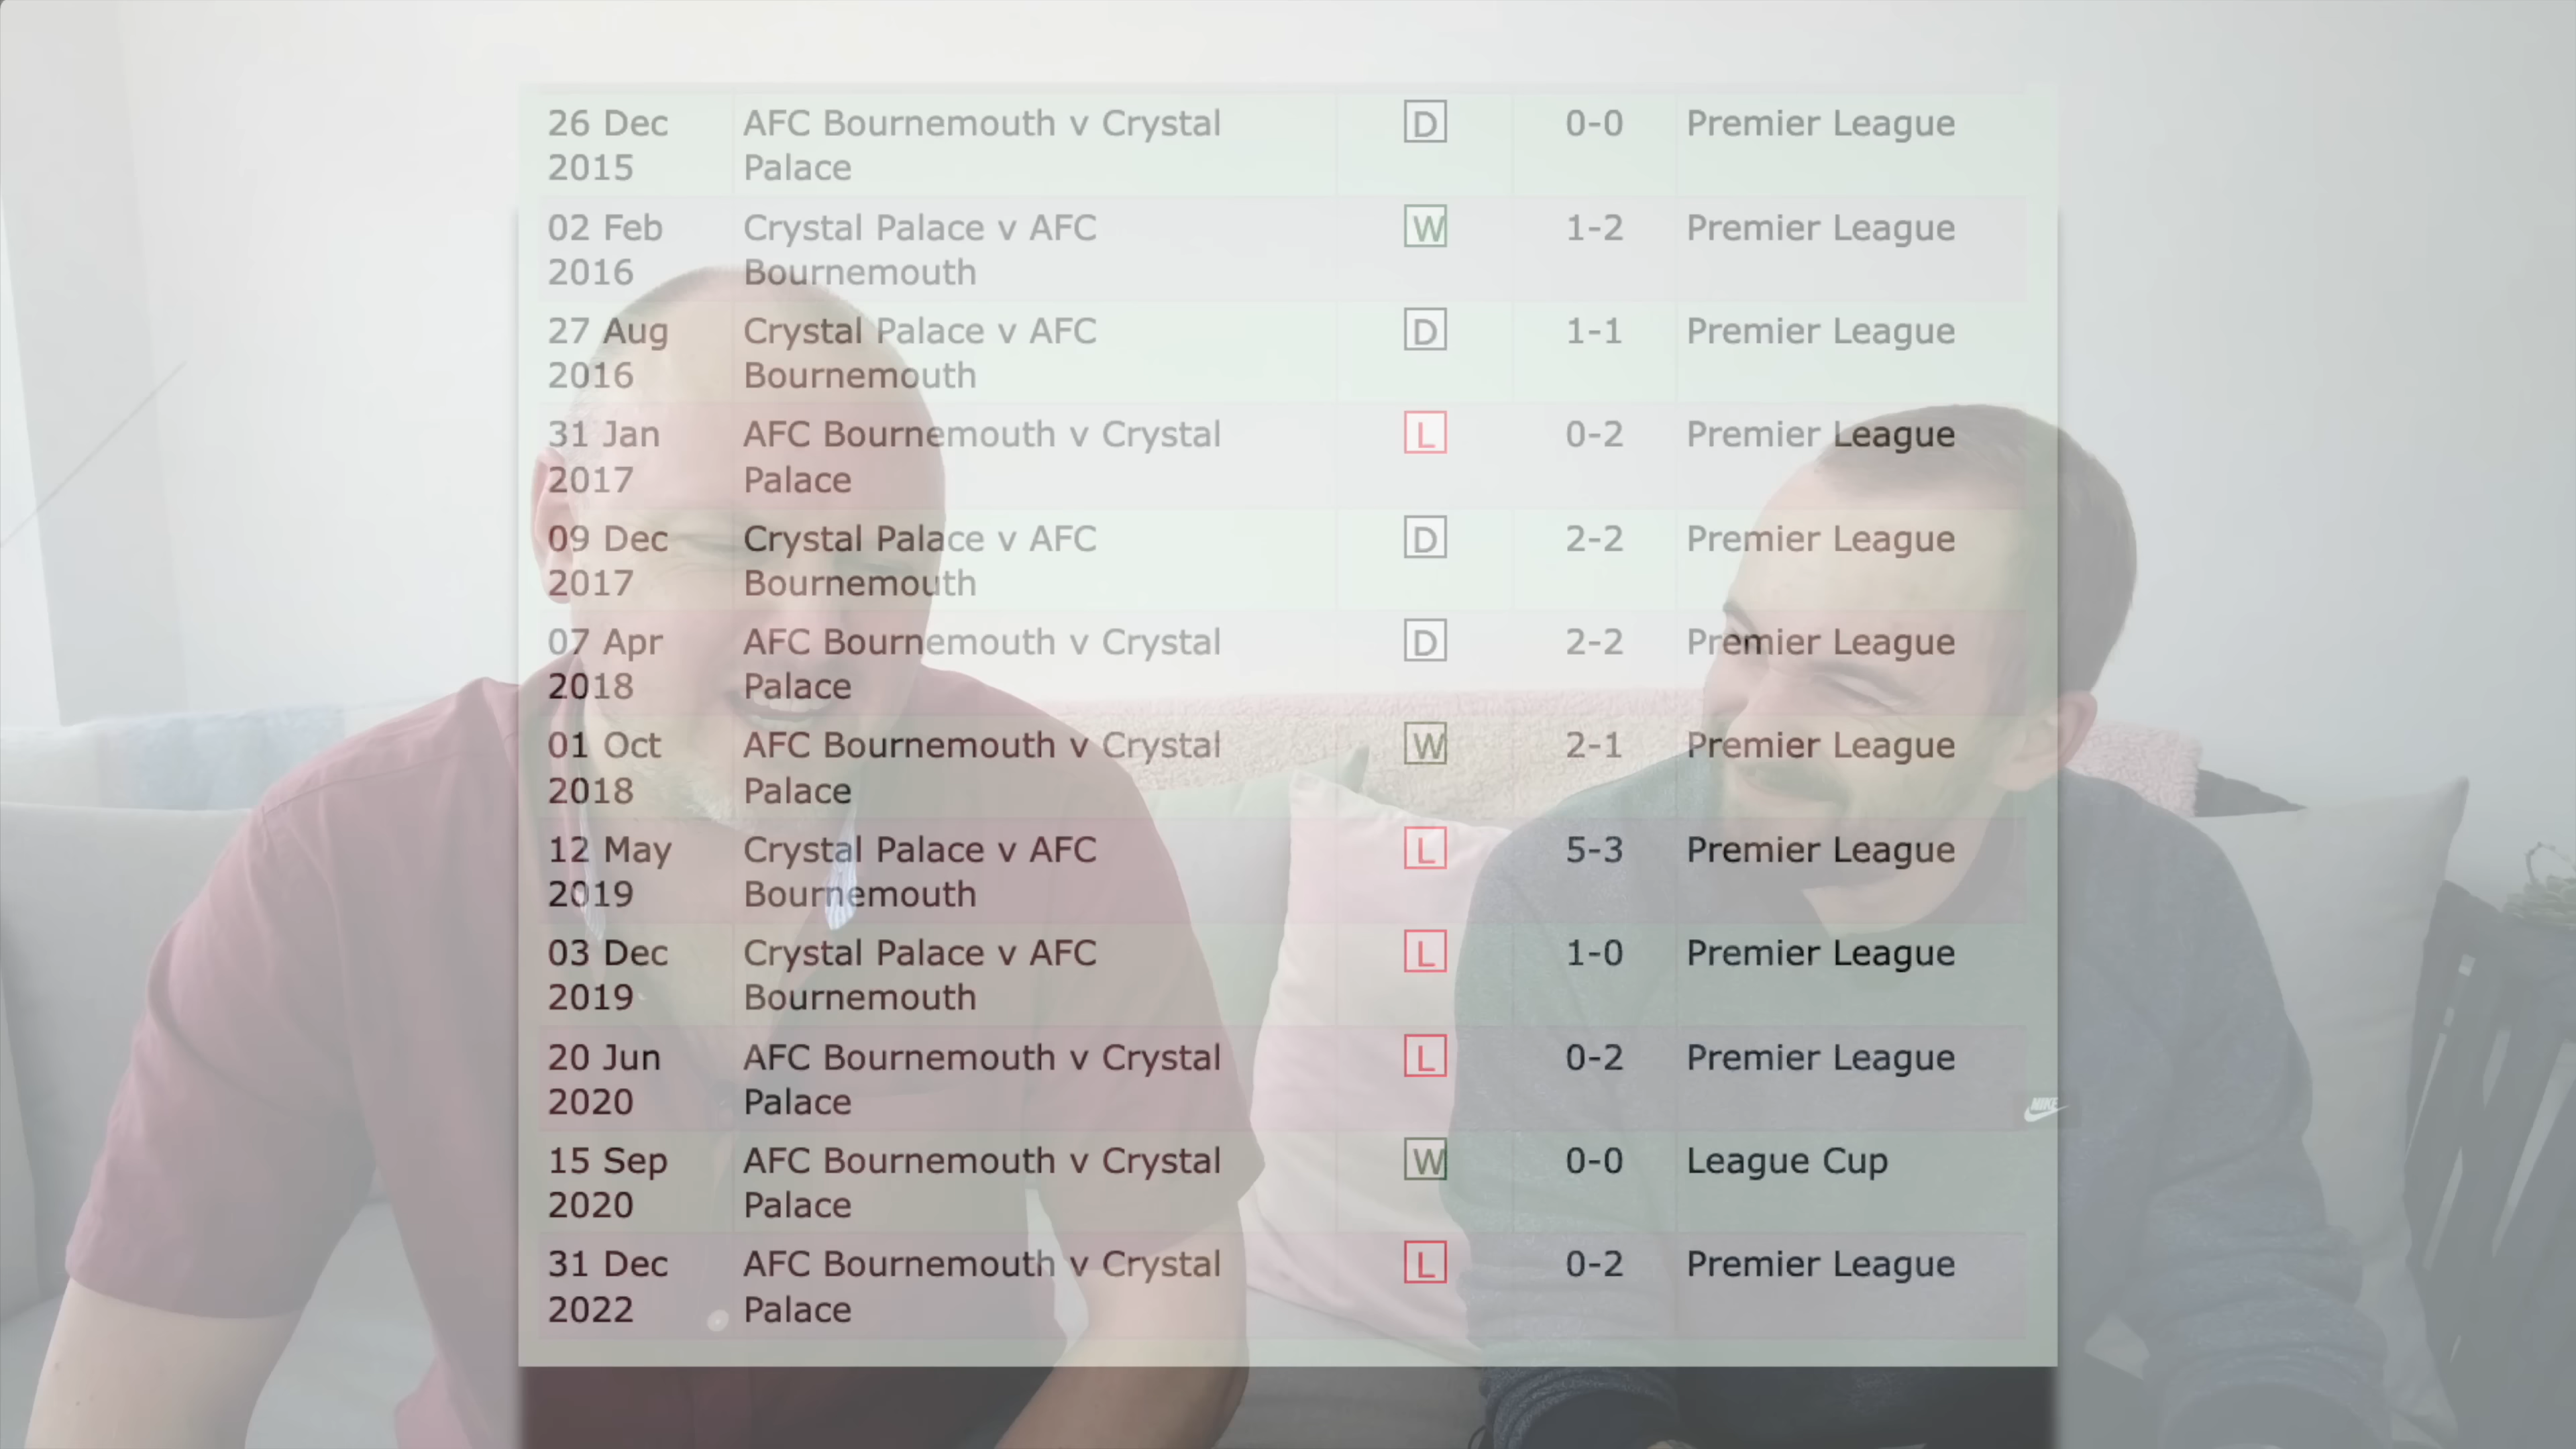 26 Dec AFC Bournemouth v Crystal D 0-0 Premier League
2015 Palace
02 Feb Crystal Palace v AFC W 1-2 Premier League
2016 Bournemouth
27 Aug Crystal Palace v AFC D 1-1 Premier League
2016 Bournemouth
31 Jan AFC Bournemouth v Crystal L 0-2 Premier League
2017 Palace
09 Dec Crystal Palace v AFC D 2-2 Premier League
2017 Bournemouth
07 Apr AFC Bournemouth v Crystal D 2-2 Premier League
2018 Palace
01 Oct AFC Bournemouth v Crystal W 2-1 Premier League
2018 Palace
12 May Crystal Palace v AFC L 5-3 Premier League
2019 Bournemouth
03 Dec Crystal Palace v AFC L 1-0 Premier League
2019 Bournemouth
20 Jun AFC Bournemouth v Crystal L 0-2 Premier League
2020 Palace
NIKE
15 Sep AFC Bournemouth v Crystal W 0-0 League Cup
2020 Palace
31 Dec AFC Bournemouth v Crystal L 0-2 Premier League
2022 Palace